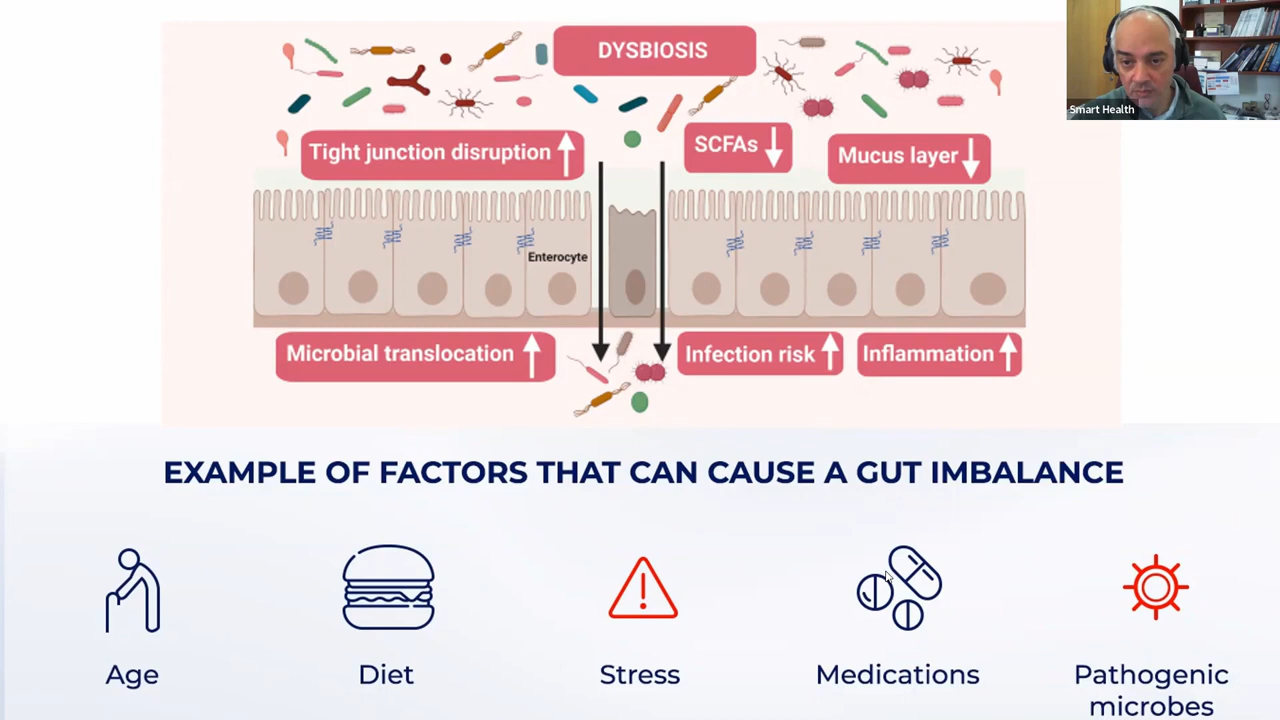 DYSBIOSIS
Smart Health
Tight junction disruption
SCFAs
Mucus layer
Enterocyte
Microbial translocation
Infection risk
Inflammation
EXAMPLE OF FACTORS THAT CAN CAUSE A GUT IMBALANCE
Age
Diet
Stress
Medications
Pathogenic
microbes